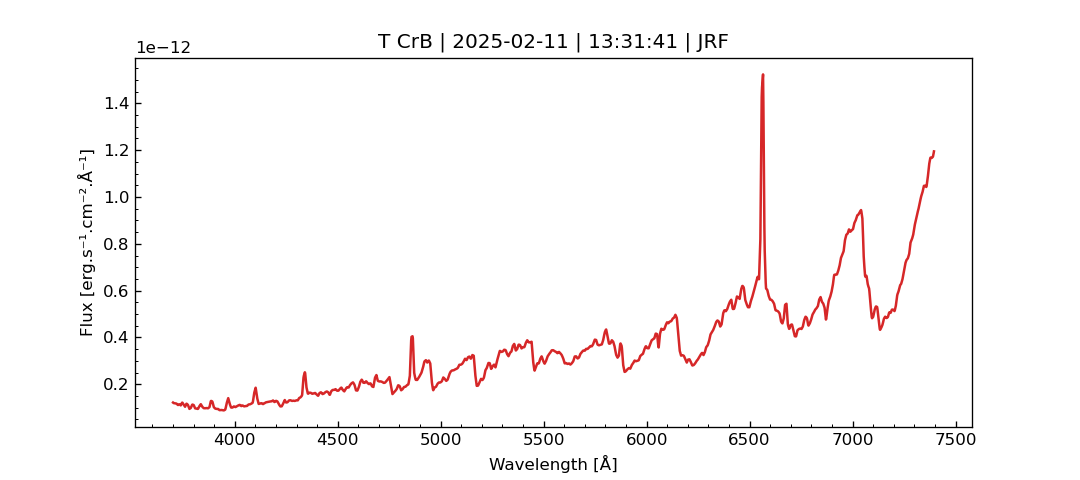 T CrB | 2025-02-11 | 13:31:41 | JRF
1e−12
1.4
1.2
1.0
0.8
0.6
0.4
0.2
Flux [erg.s⁻¹.cm⁻².Å⁻¹]
4000 4500 5000 5500 6000 6500 7000 7500
Wavelength [Å]